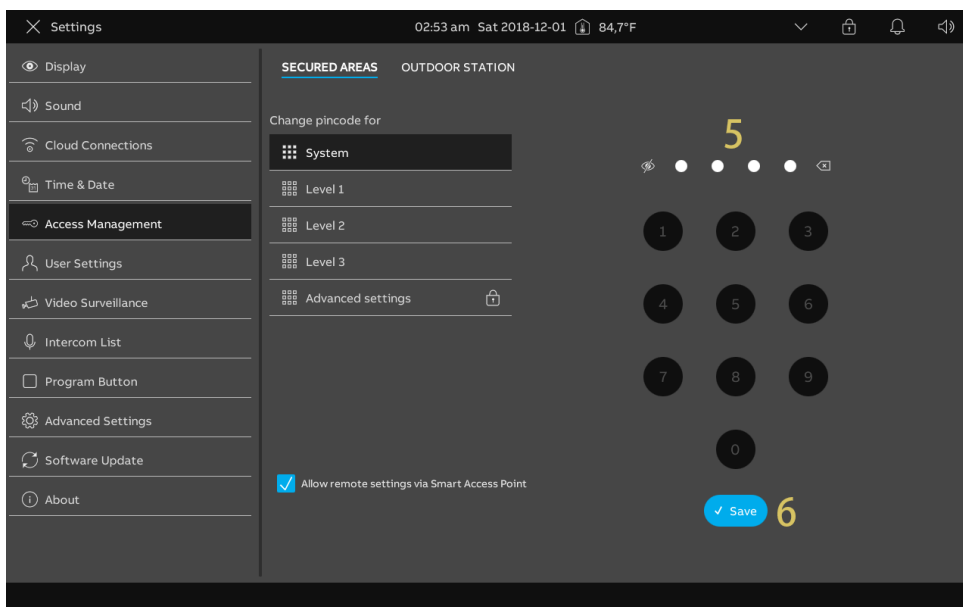 Settings
02:53 am Sat 2018-12-01 84,7°F
Display
Sound
Cloud Connections
Time & Date
Access Management
User Settings
Video Surveillance
Intercom List
Program Button
Advanced Settings
Software Update
About
SECURED AREAS OUTDOOR STATION
Change pincode for
System
Level 1
Level 2
Level 3
Advanced settings
Allow remote settings via Smart Access Point
5
1 2 3
4 5 6
7 8 9
0
Save 6